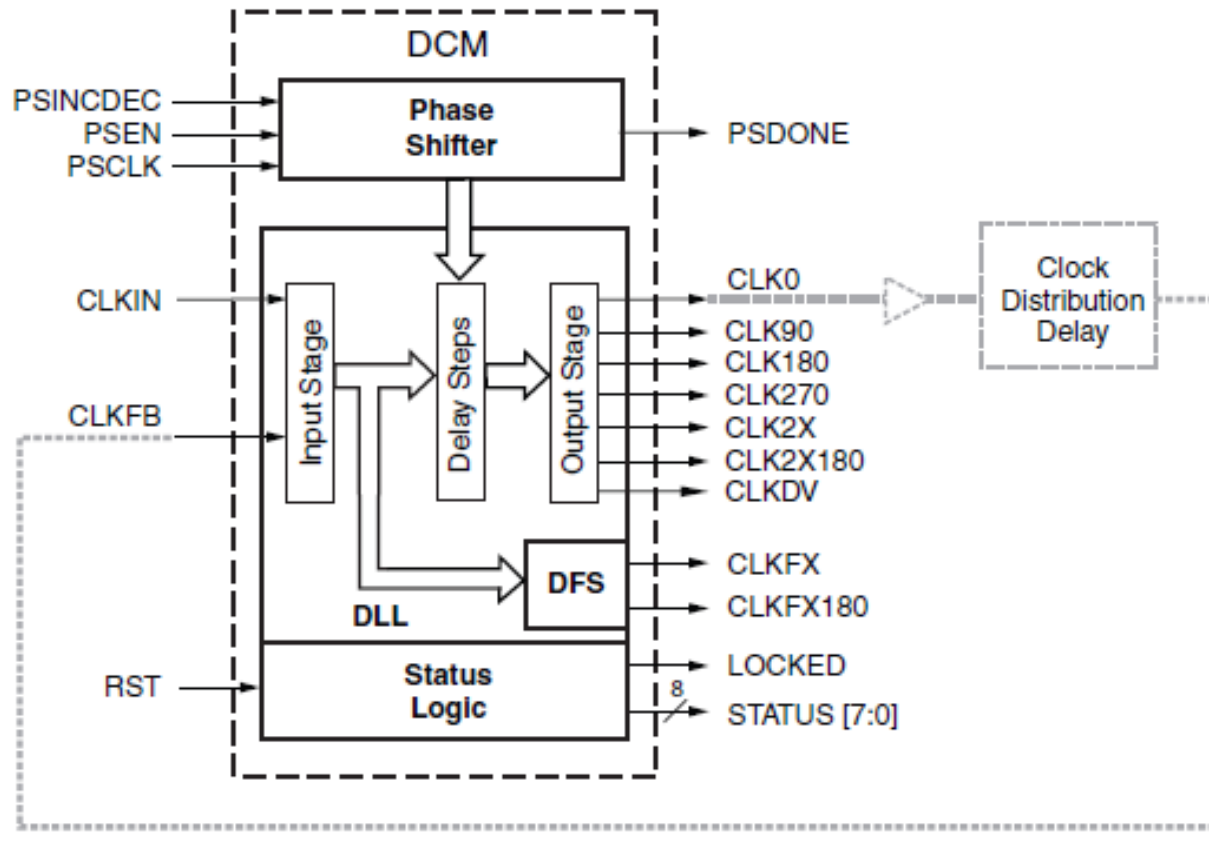 DCM
PSINCDEC
PSEN
PSCLK
Phase
Shifter
PSDONE
CLKIN
CLKFB
Input Stage
Delay Steps
Output Stage
CLK0
CLK90
CLK180
CLK270
CLK2X
CLK2X180
CLKDV
Clock
Distribution
Delay
DFS
CLKFX
CLKFX180
DLL
RST
Status
Logic
LOCKED
8
STATUS [7:0]